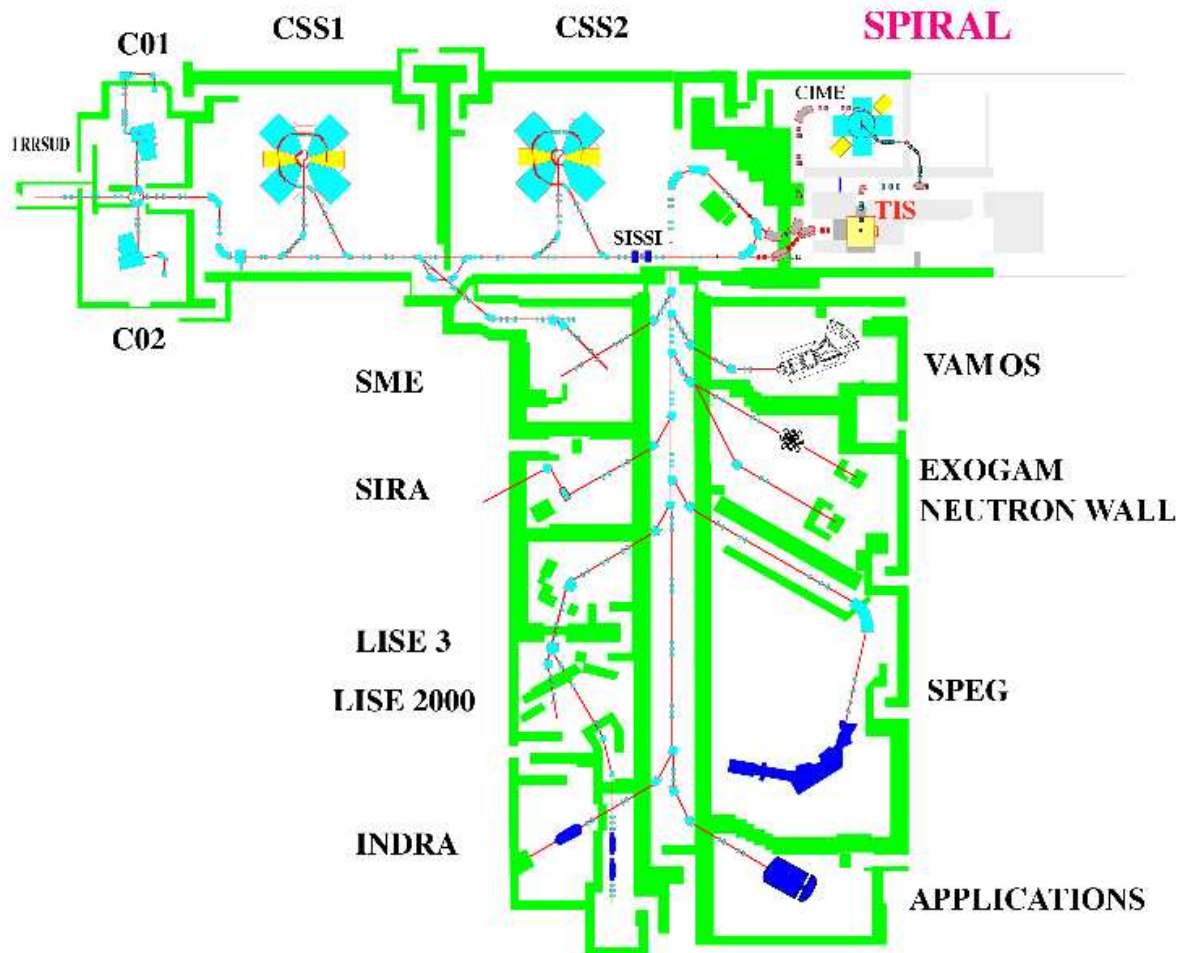 C01
CSS1
CSS2
SPIRAL
CIME
IRRSUD
TIS
SISSI
C02
SME
VAMOS
SIRA
EXOGAM
NEUTRON WALL
LISE 3
LISE 2000
SPEG
INDRA
APPLICATIONS